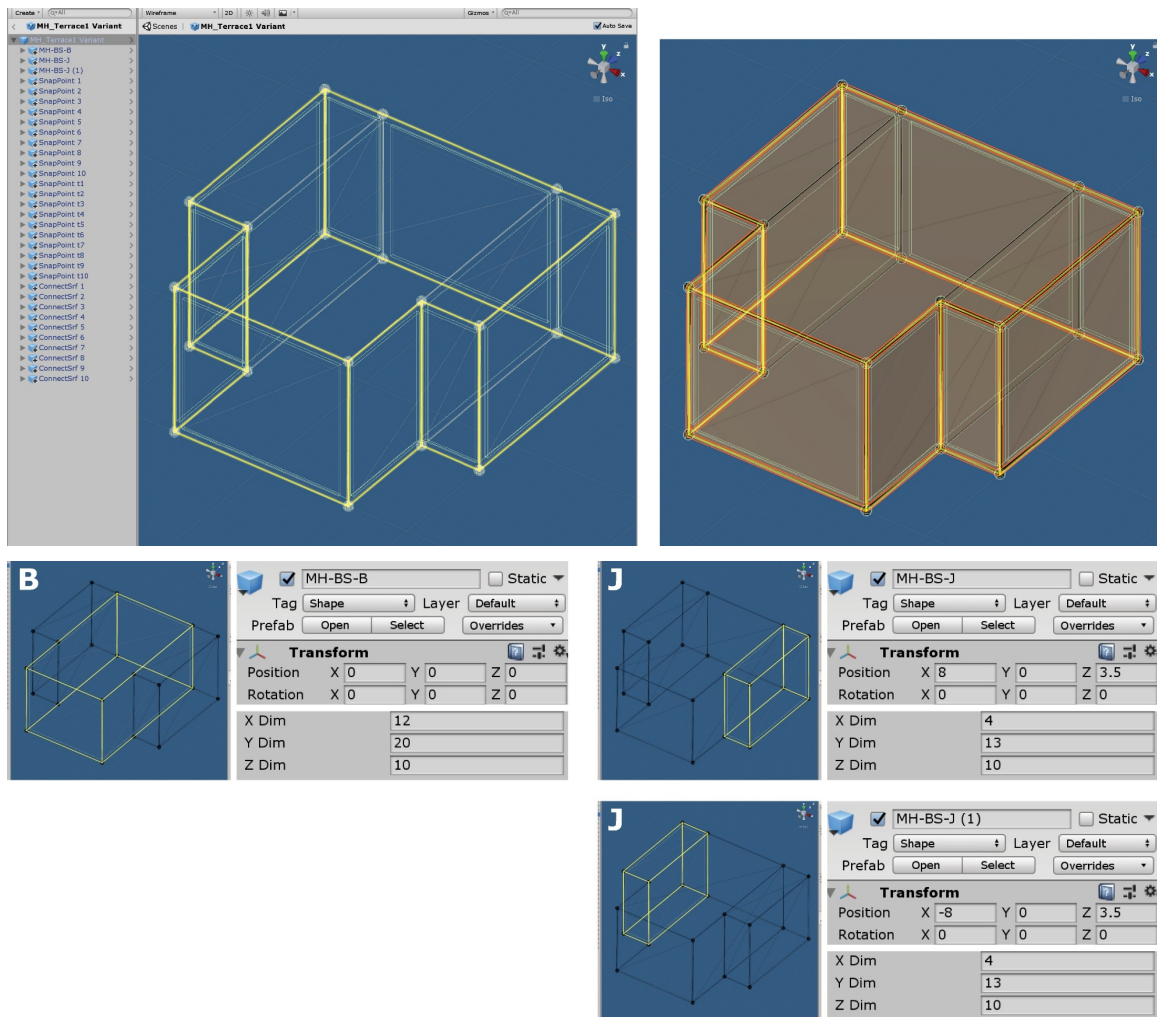 Create
Q▾All
Wireframe
2D
Gizmos
Q▾All
MH_Terrace1 Variant
Scenes
MH_Terrace1 Variant
Auto Save
MH_Terrace1 Variant
MH-BS-B
MH-BS-J
MH-BS-J (1)
SnapPoint 1
SnapPoint 2
SnapPoint 3
SnapPoint 4
SnapPoint 5
SnapPoint 6
SnapPoint 7
SnapPoint 8
SnapPoint 9
SnapPoint 10
SnapPoint t1
SnapPoint t2
SnapPoint t3
SnapPoint t4
SnapPoint t5
SnapPoint t6
SnapPoint t7
SnapPoint t8
SnapPoint t9
SnapPoint t10
ConnectSrf 1
ConnectSrf 2
ConnectSrf 3
ConnectSrf 4
ConnectSrf 5
ConnectSrf 6
ConnectSrf 7
ConnectSrf 8
ConnectSrf 9
ConnectSrf 10
y
z
x
Iso
y
z
x
Iso
B
MH-BS-B Static
Tag Shape Layer Default
Prefab Open Select Overrides
Transform
Position X 0 Y 0 Z 0
Rotation X 0 Y 0 Z 0
X Dim 12
Y Dim 20
Z Dim 10
J
MH-BS-J Static
Tag Shape Layer Default
Prefab Open Select Overrides
Transform
Position X 8 Y 0 Z 3.5
Rotation X 0 Y 0 Z 0
X Dim 4
Y Dim 13
Z Dim 10
J
MH-BS-J (1) Static
Tag Shape Layer Default
Prefab Open Select Overrides
Transform
Position X -8 Y 0 Z 3.5
Rotation X 0 Y 0 Z 0
X Dim 4
Y Dim 13
Z Dim 10